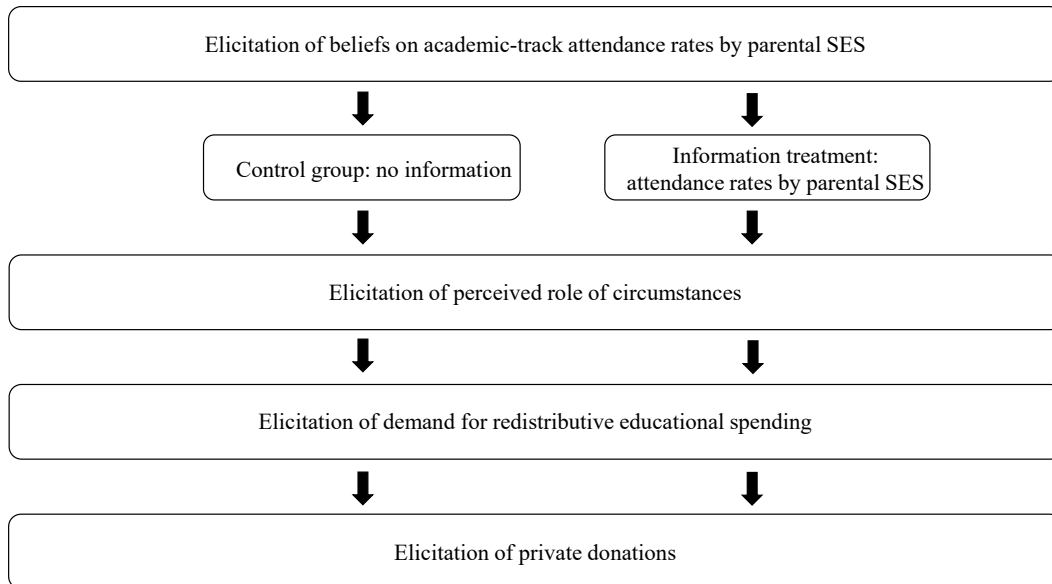 Elicitation of beliefs on academic-track attendance rates by parental SES
Control group: no information
Information treatment:
attendance rates by parental SES
Elicitation of perceived role of circumstances
Elicitation of demand for redistributive educational spending
Elicitation of private donations